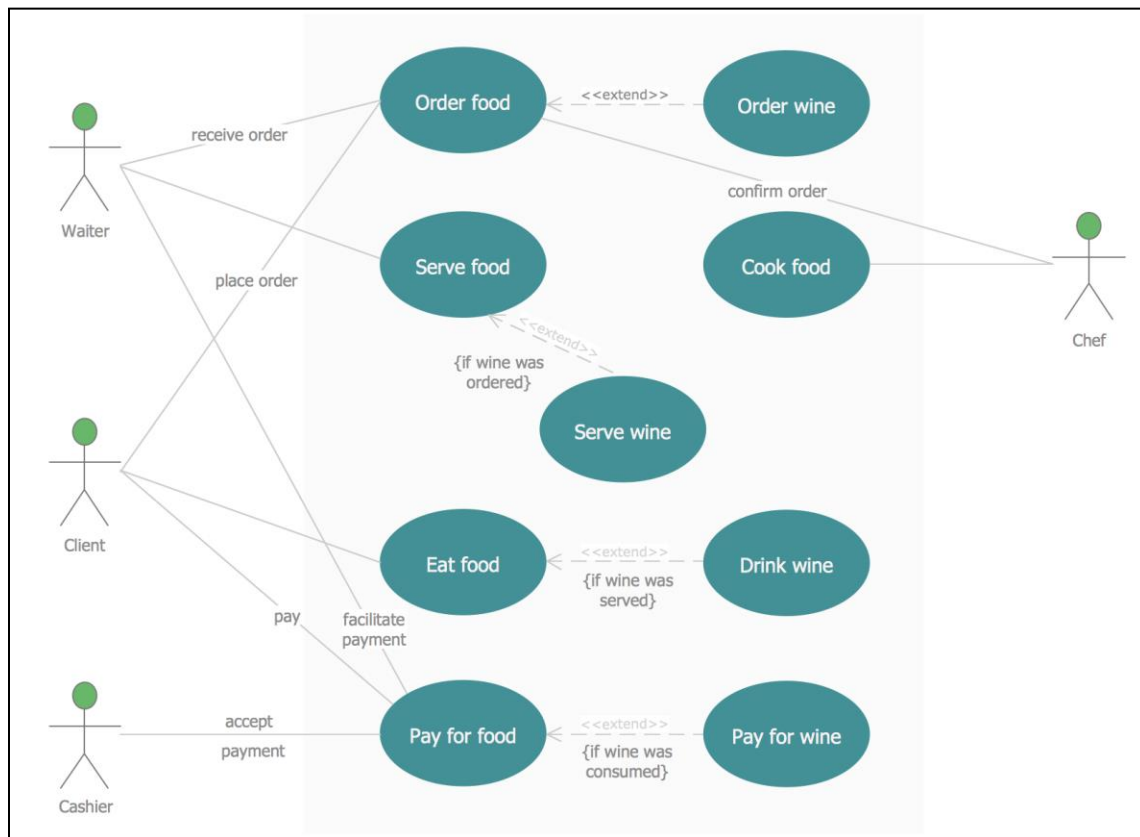 Order food
<<extend>>
Order wine
receive order
confirm order
Waiter
Serve food
Cook food
place order
Chef
<<extend>>
{if wine was
ordered}
Serve wine
Client
Eat food
<<extend>>
{if wine was
served}
Drink wine
pay
facilitate
payment
accept
payment
Pay for food
<<extend>>
{if wine was
consumed}
Pay for wine
Cashier